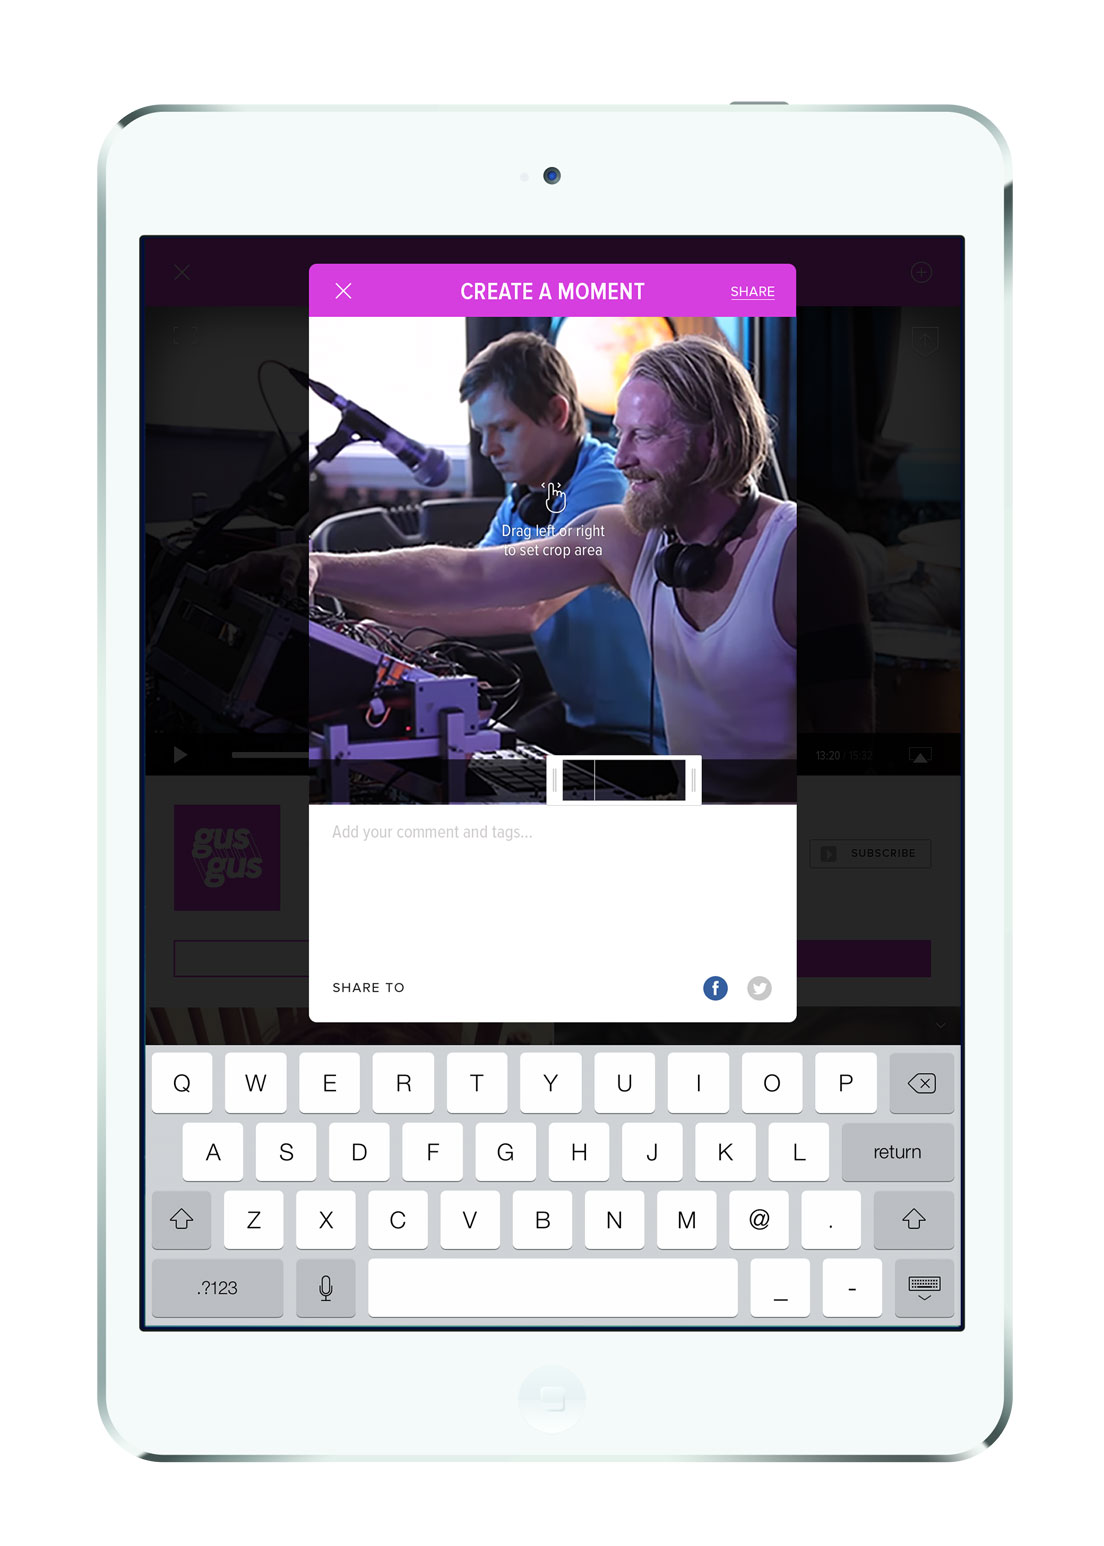 CREATE A MOMENT
SHARE
Drag left or right
to set crop area
13:20 / 15:32
gus
gus
SUBSCRIBE
Add your comment and tags...
SHARE TO
Q W E R T Y U I O P
A S D F G H J K L return
Z X C V B N M @ .
.?123 _ -